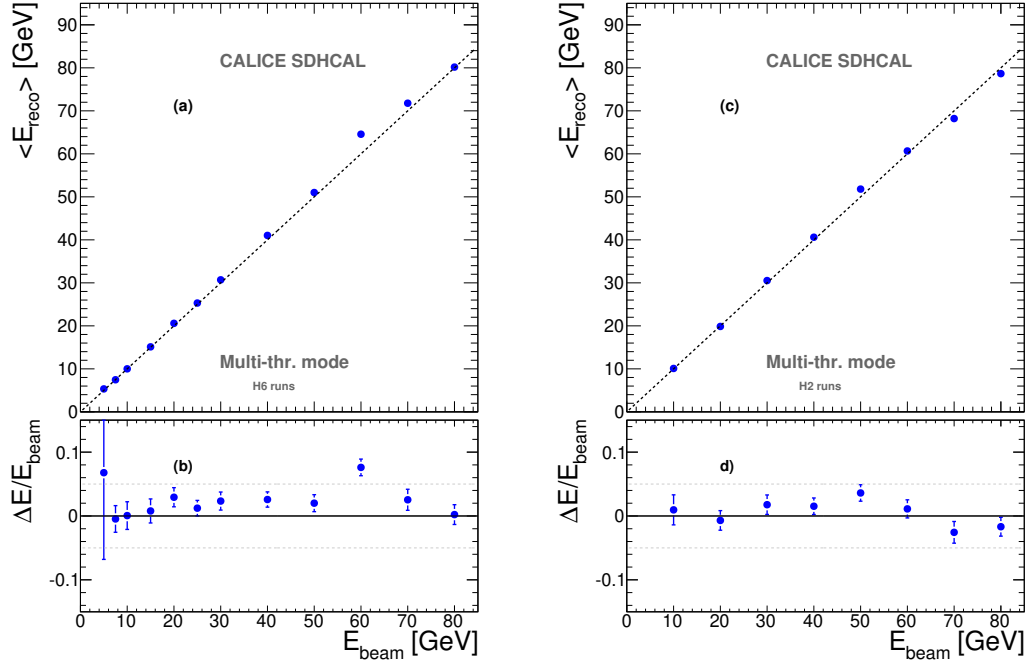 <E_reco> [GeV]
90
80
70
60
50
40
30
20
10
0
CALICE SDHCAL
(a)
Multi-thr. mode
H6 runs
ΔE/E_beam
0.1
0
-0.1
(b)
0 10 20 30 40 50 60 70 80
E_beam [GeV]
<E_reco> [GeV]
90
80
70
60
50
40
30
20
10
0
CALICE SDHCAL
(c)
Multi-thr. mode
H2 runs
ΔE/E_beam
0.1
0
-0.1
d)
0 10 20 30 40 50 60 70 80
E_beam [GeV]